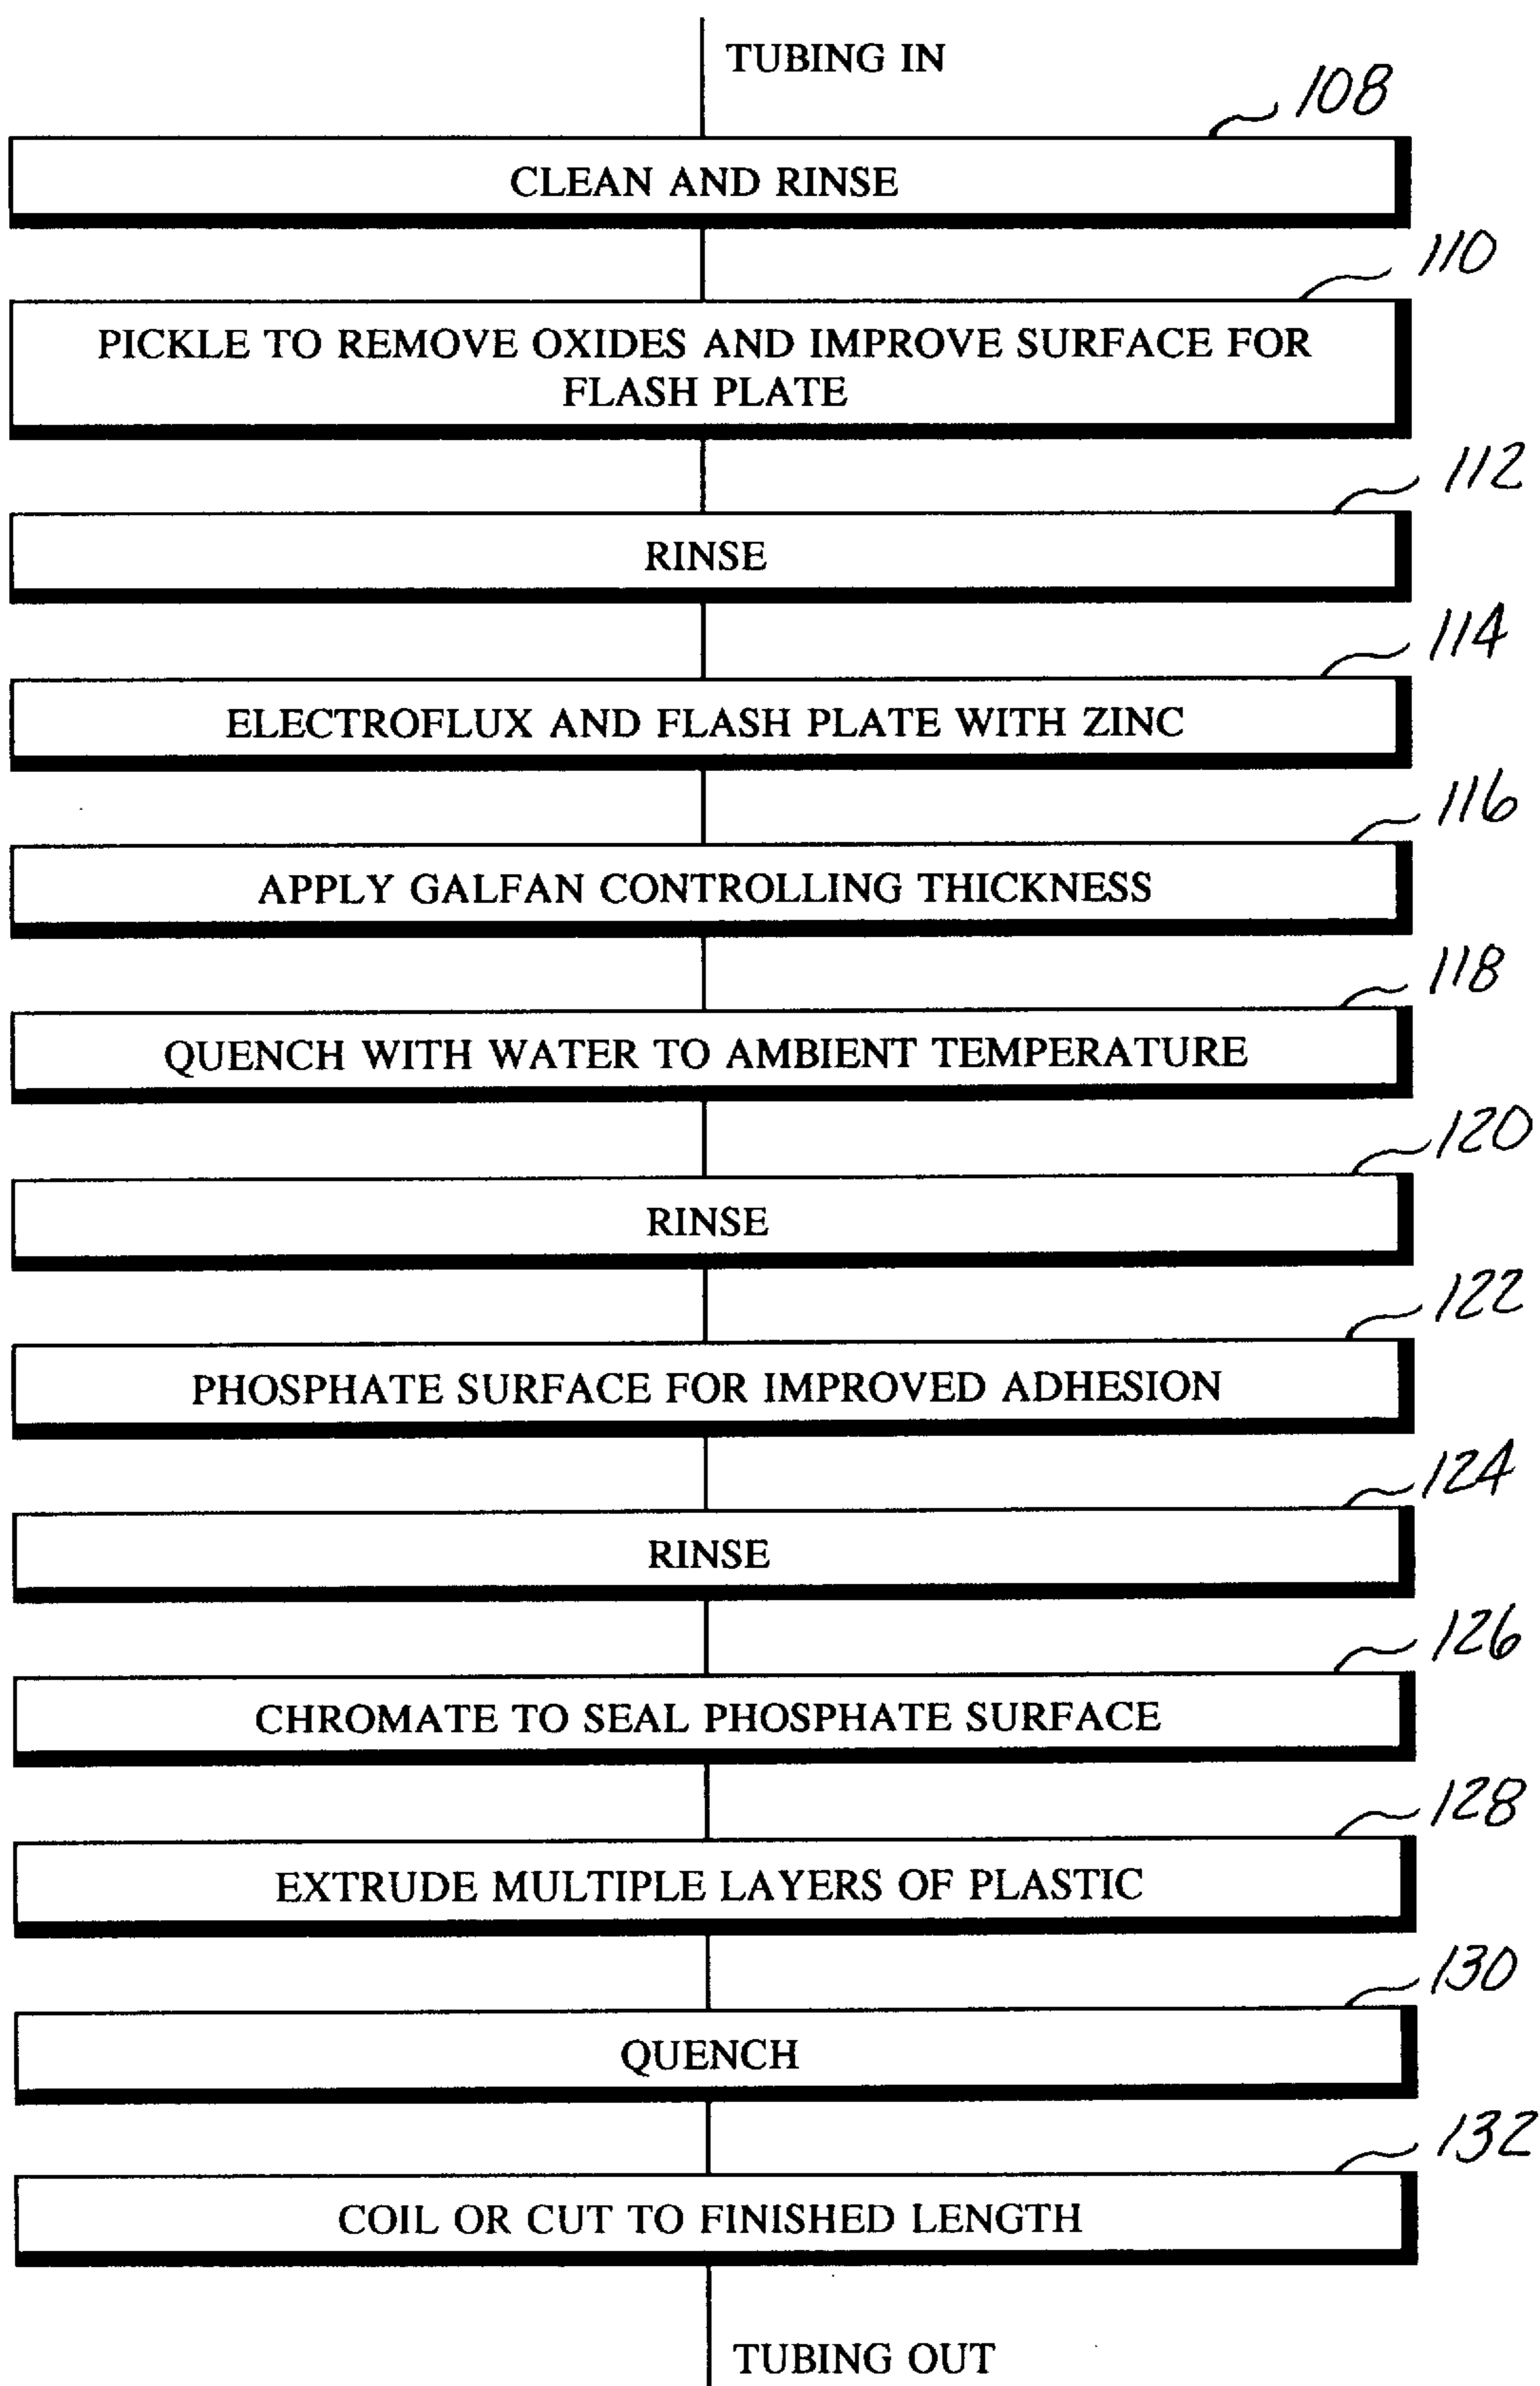 TUBING IN
108
CLEAN AND RINSE
110
PICKLE TO REMOVE OXIDES AND IMPROVE SURFACE FOR
FLASH PLATE
112
RINSE
114
ELECTROFLUX AND FLASH PLATE WITH ZINC
116
APPLY GALFAN CONTROLLING THICKNESS
118
QUENCH WITH WATER TO AMBIENT TEMPERATURE
120
RINSE
122
PHOSPHATE SURFACE FOR IMPROVED ADHESION
124
RINSE
126
CHROMATE TO SEAL PHOSPHATE SURFACE
128
EXTRUDE MULTIPLE LAYERS OF PLASTIC
130
QUENCH
132
COIL OR CUT TO FINISHED LENGTH
TUBING OUT